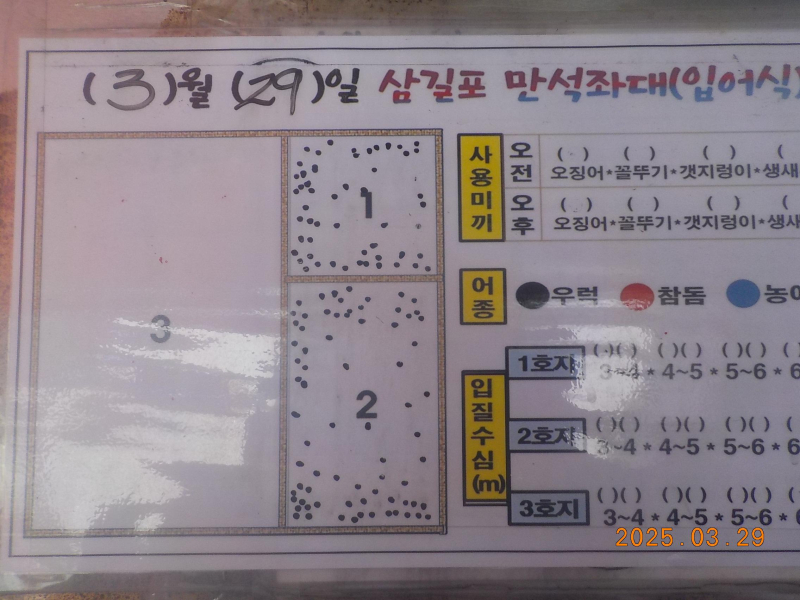 (3)월 (29)일 삼길포 만석좌대(입어식)
1
3
2
사용미끼
오전
( ) ( ) ( ) (
오징어*꼴뚜기*갯지렁이*생새
오후
( ) ( ) ( ) (
오징어*꼴뚜기*갯지렁이*생새
어종
우럭 참돔 농어
입질수심(m)
1호지
( )( ) ( )( ) ( )( ) (
3~4 * 4~5 * 5~6 * 6
2호지
( )( ) ( )( ) ( )( ) (
3~4 * 4~5 * 5~6 * 6
3호지
( )( ) ( )( ) ( )( ) (
3~4 * 4~5 * 5~6 *
2025.03.29